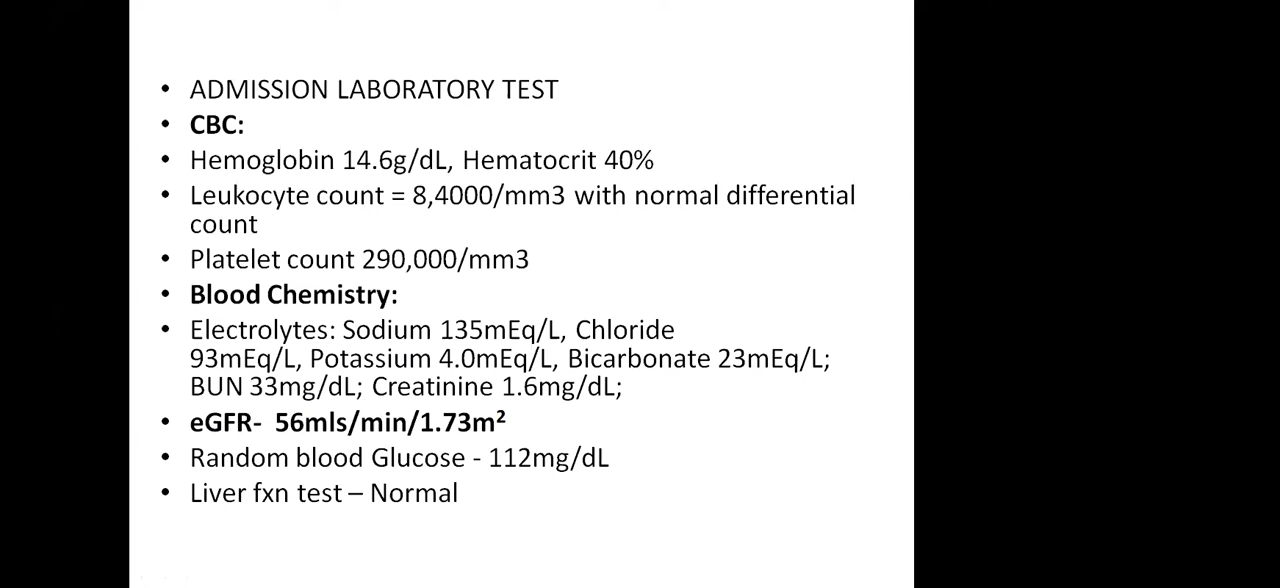 • ADMISSION LABORATORY TEST
• CBC:
• Hemoglobin 14.6g/dL, Hematocrit 40%
• Leukocyte count = 8,4000/mm3 with normal differential
count
• Platelet count 290,000/mm3
• Blood Chemistry:
• Electrolytes: Sodium 135mEq/L, Chloride
93mEq/L, Potassium 4.0mEq/L, Bicarbonate 23mEq/L;
BUN 33mg/dL; Creatinine 1.6mg/dL;
• eGFR- 56mls/min/1.73m²
• Random blood Glucose - 112mg/dL
• Liver fxn test – Normal